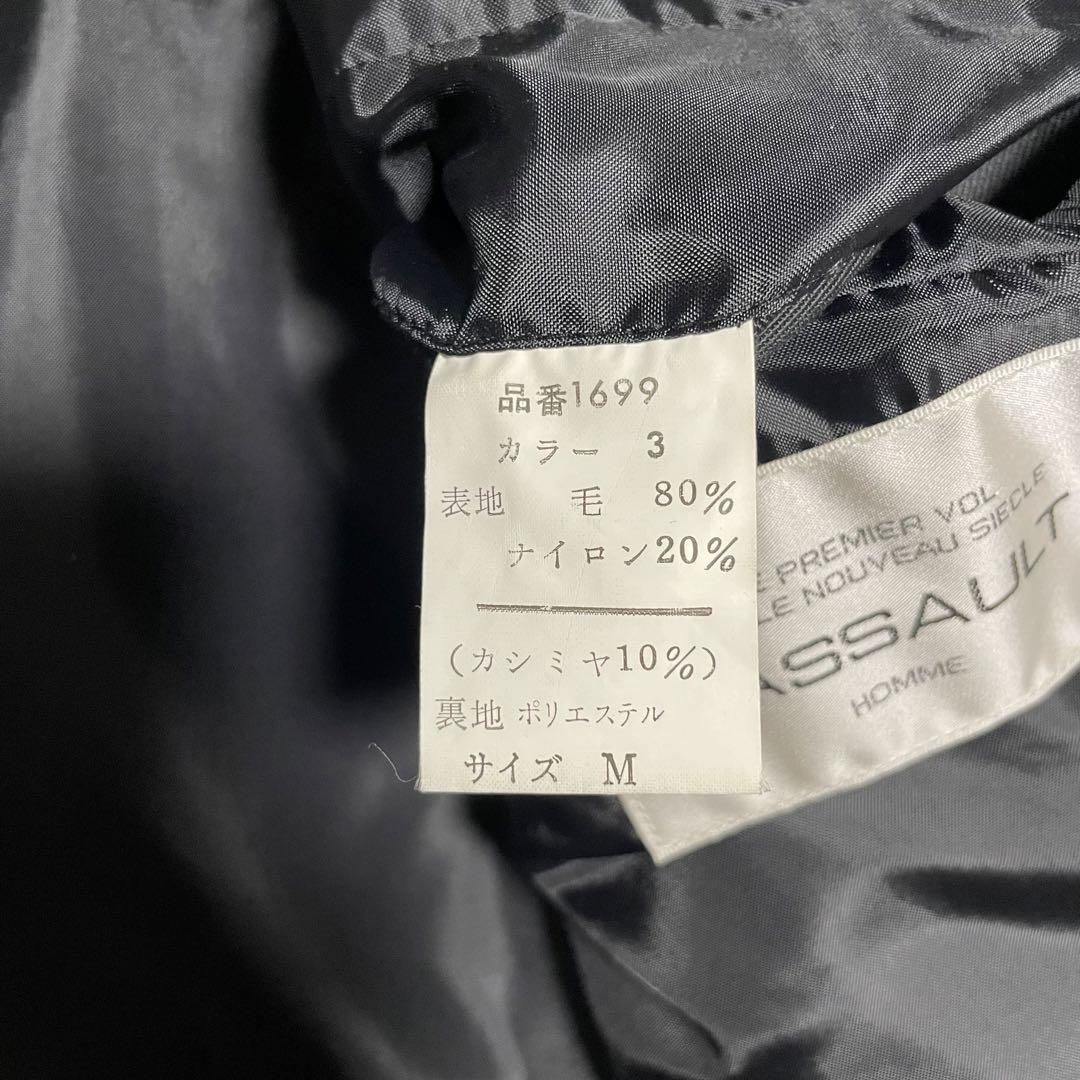 品番1699
カラー 3
表地 毛 80%
ナイロン20%
(カシミヤ10%)
裏地 ポリエステル
サイズ M
PREMIER VOL
LE NOUVEAU SIECLE
ASSAULT
HOMME